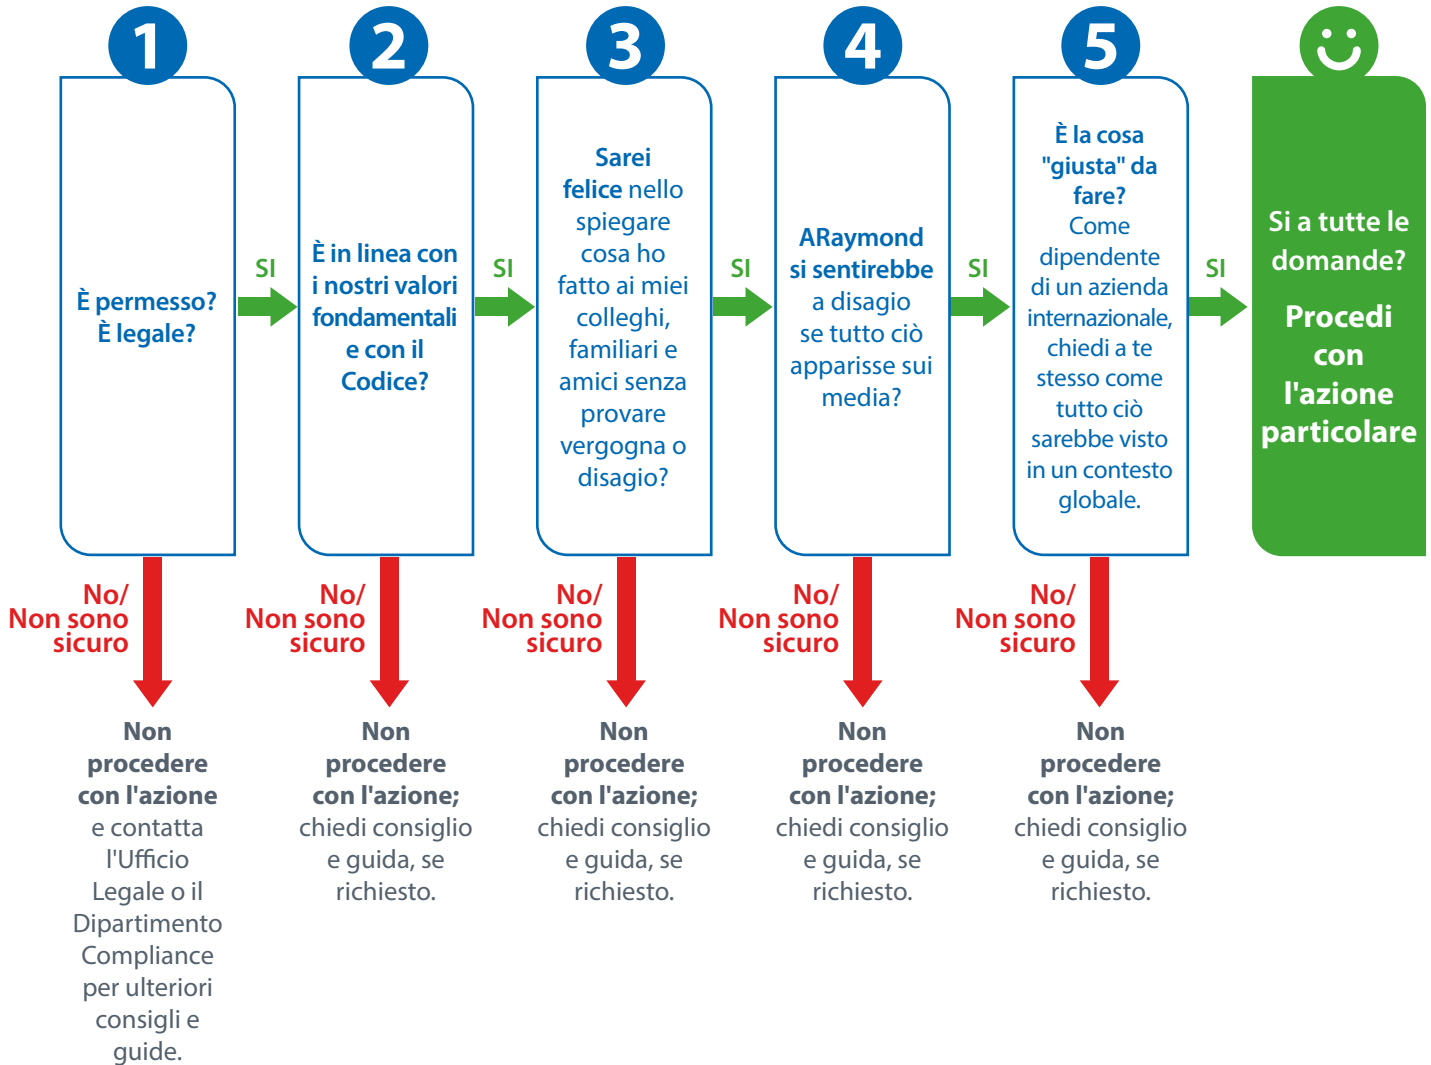 1
È permesso?
È legale?
SI
No/
Non sono
sicuro
Non
procedere
con l'azione
e contatta
l'Ufficio
Legale o il
Dipartimento
Compliance
per ulteriori
consigli e
guide.
2
È in linea con
i nostri valori
fondamentali
e con il
Codice?
SI
No/
Non sono
sicuro
Non
procedere
con l'azione;
chiedi consiglio
e guida, se
richiesto.
3
Sarei
felice nello
spiegare
cosa ho
fatto ai miei
colleghi,
familiari e
amici senza
provare
vergogna o
disagio?
SI
No/
Non sono
sicuro
Non
procedere
con l'azione;
chiedi consiglio
e guida, se
richiesto.
4
ARaymond
si sentirebbe
a disagio
se tutto ciò
apparisse sui
media?
SI
No/
Non sono
sicuro
Non
procedere
con l'azione;
chiedi consiglio
e guida, se
richiesto.
5
È la cosa
"giusta" da
fare?
Come
dipendente
di un azienda
internazionale,
chiedi a te
stesso come
tutto ciò
sarebbe visto
in un contesto
globale.
SI
No/
Non sono
sicuro
Non
procedere
con l'azione;
chiedi consiglio
e guida, se
richiesto.
Si a tutte le
domande?
Procedi
con
l'azione
particolare